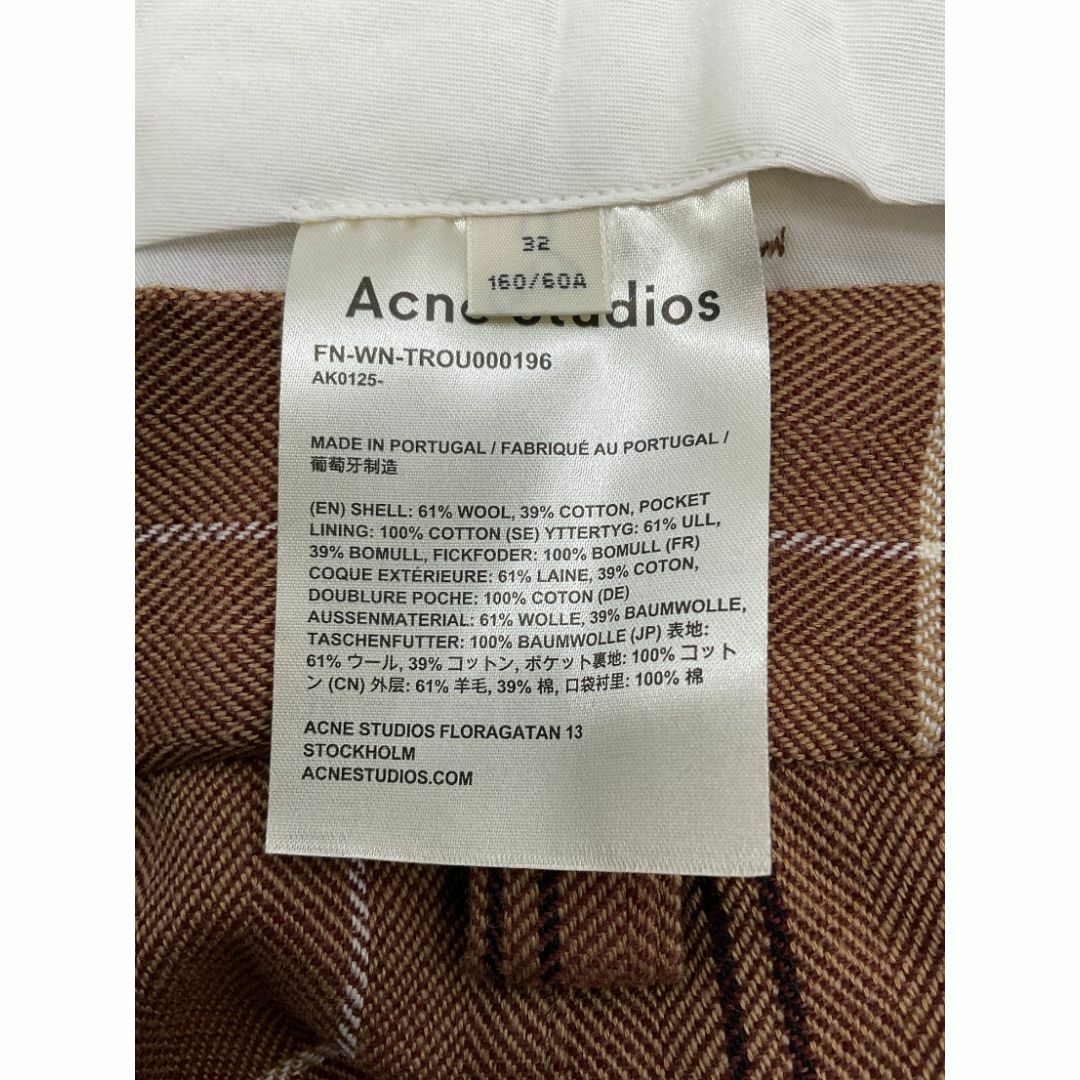 32
160/60A
Acne Studios
FN-WN-TROU000196
AK0125-
MADE IN PORTUGAL / FABRIQUÉ AU PORTUGAL /
葡萄牙制造
(EN) SHELL: 61% WOOL, 39% COTTON, POCKET
LINING: 100% COTTON (SE) YTTERTYG: 61% ULL,
39% BOMULL, FICKFODER: 100% BOMULL (FR)
COQUE EXTÉRIEURE: 61% LAINE, 39% COTON,
DOUBLURE POCHE: 100% COTON (DE)
AUSSENMATERIAL: 61% WOLLE, 39% BAUMWOLLE,
TASCHENFUTTER: 100% BAUMWOLLE (JP) 表地:
61% ウール, 39% コットン, ポケット裏地: 100% コット
ン (CN) 外层: 61% 羊毛, 39% 棉, 口袋衬里: 100% 棉
ACNE STUDIOS FLORAGATAN 13
STOCKHOLM
ACNESTUDIOS.COM